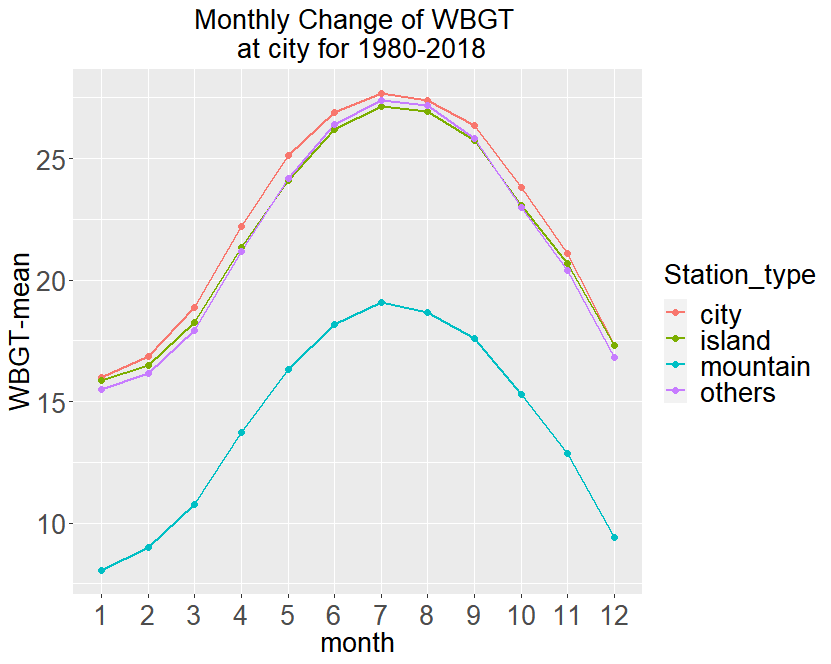 Monthly Change of WBGT
at city for 1980-2018
WBGT-mean
25
20
15
10
1 2 3 4 5 6 7 8 9 10 11 12
month
Station_type
city
island
mountain
others